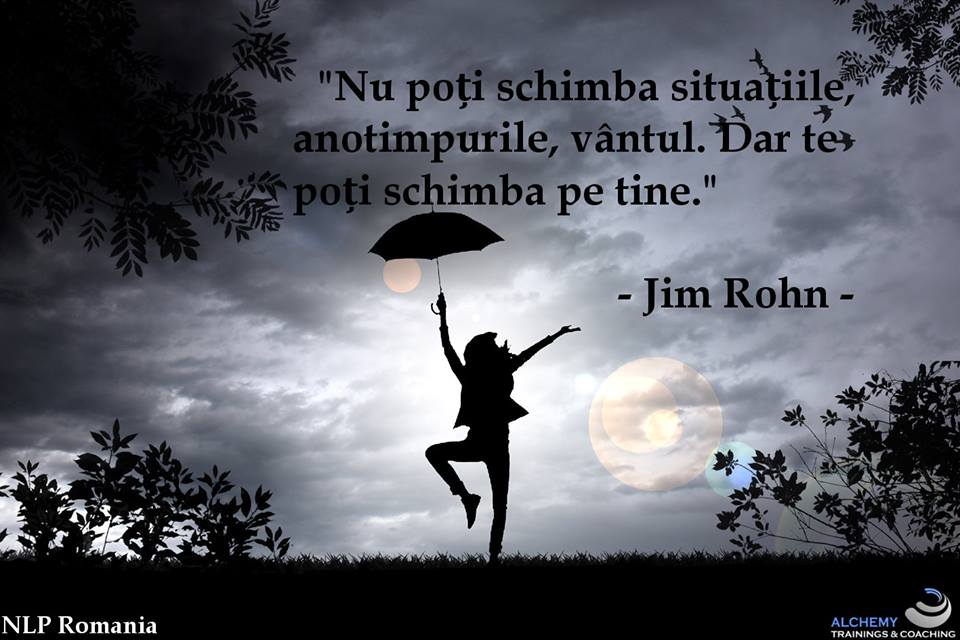 "Nu poți schimba situațiile,
anotimpurile, vântul. Dar te
poți schimba pe tine."
- Jim Rohn -
NLP Romania
ALCHEMY
TRAININGS & COACHING